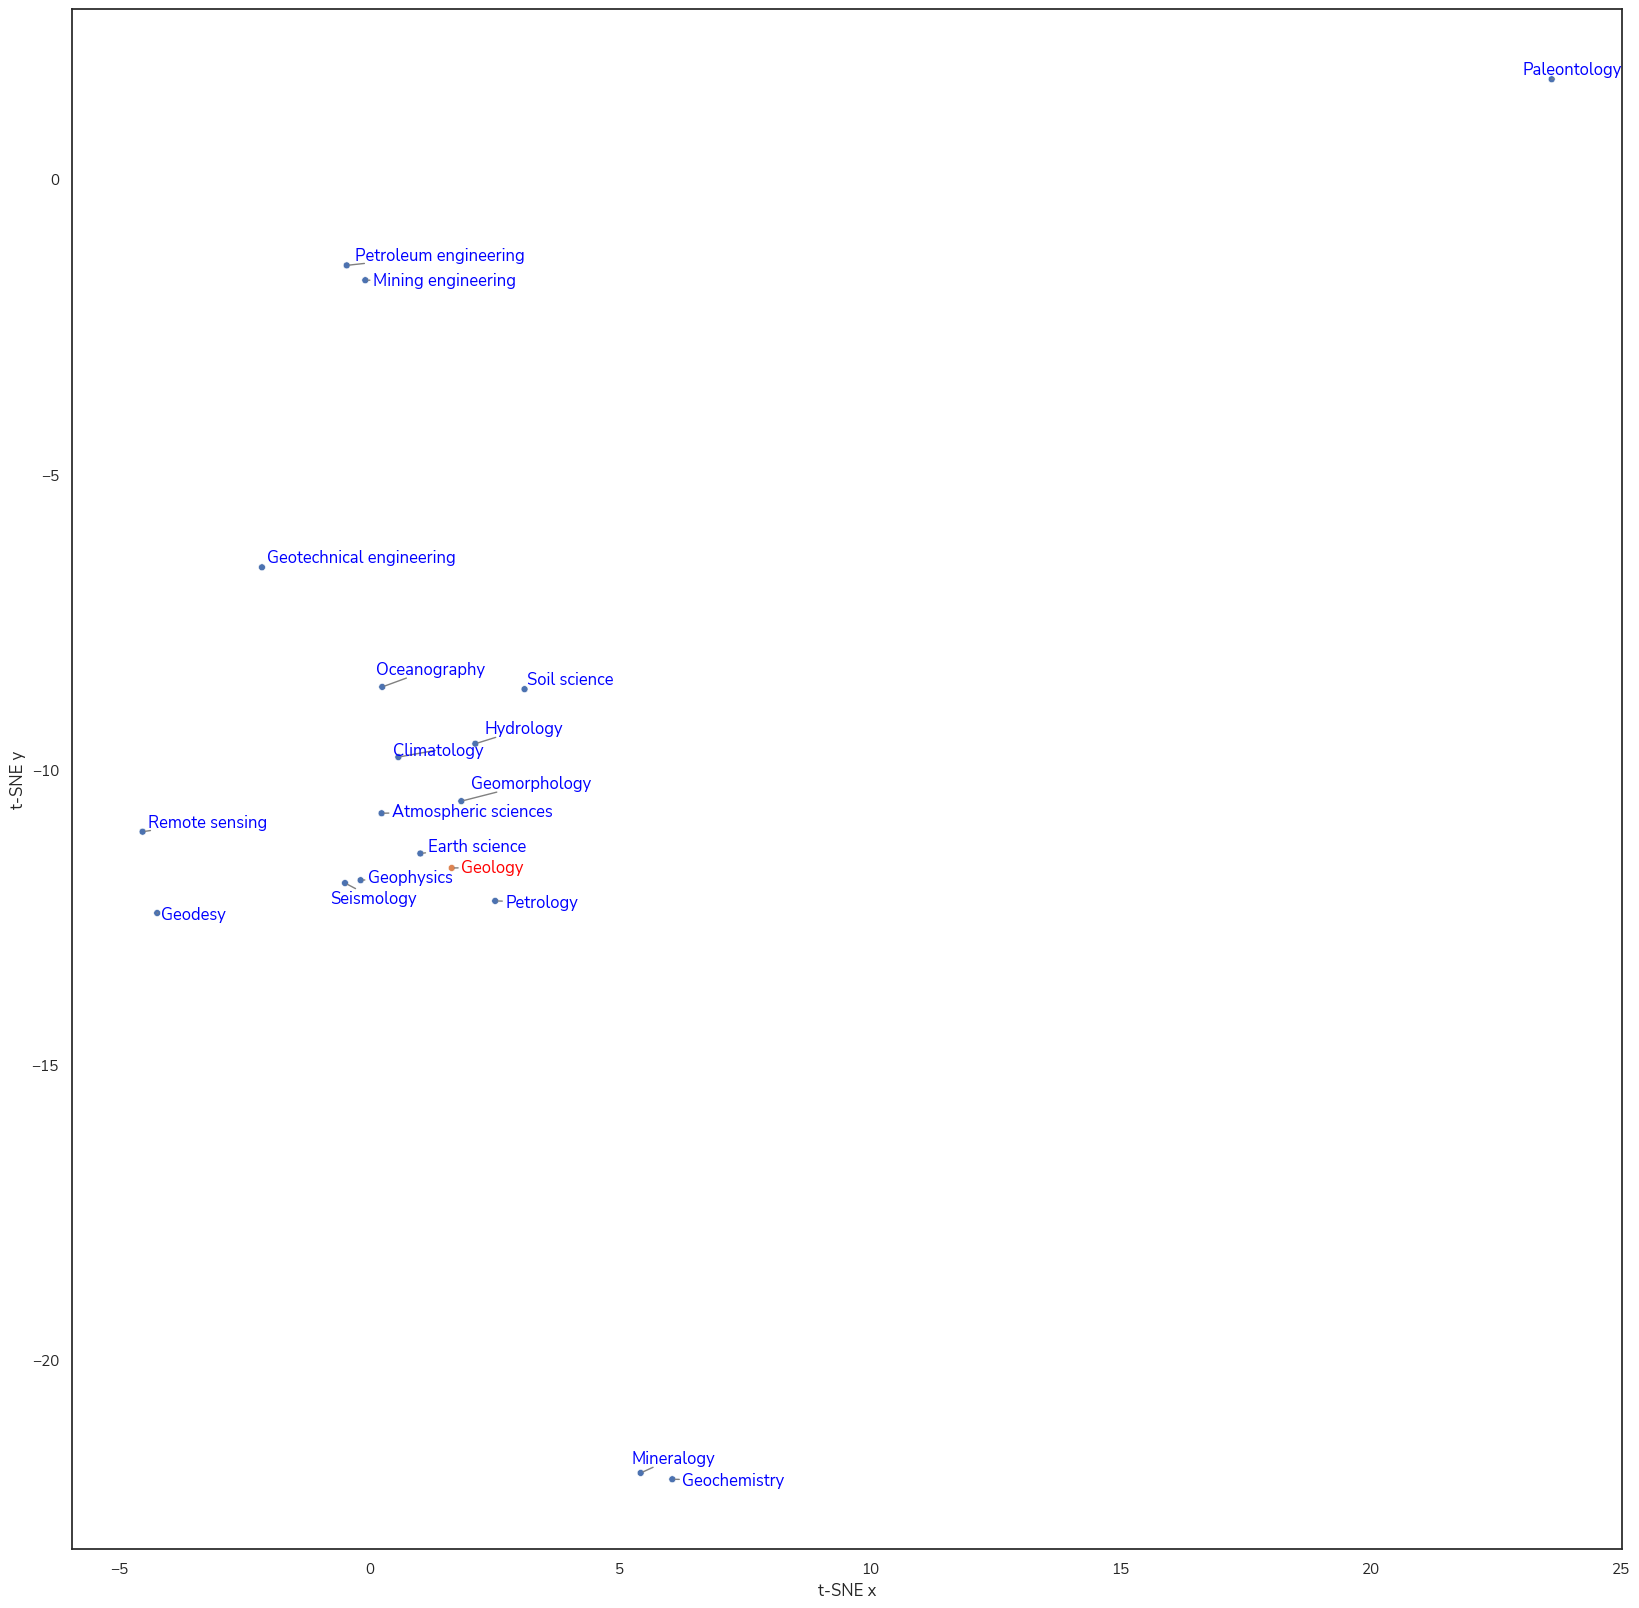 Paleontology
0
Petroleum engineering
Mining engineering
–5
Geotechnical engineering
Oceanography
Soil science
Hydrology
Climatology
–10
Geomorphology
Atmospheric sciences
Remote sensing
Earth science
Geology
Geophysics
Seismology
Petrology
Geodesy
–15
–20
Mineralogy
Geochemistry
–5 0 5 10 15 20 25
t-SNE x
t-SNE y